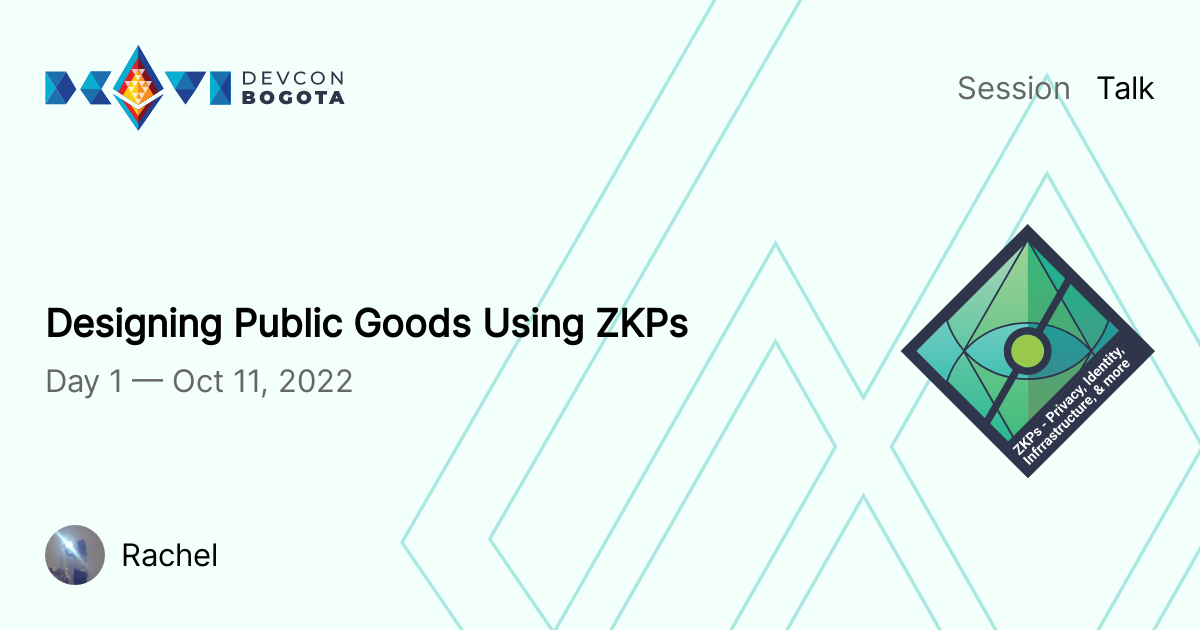 DEVCON
BOGOTA
Session Talk
Designing Public Goods Using ZKPs
Day 1 — Oct 11, 2022
ZKPs - Privacy, Identity,
Infrrastructure, & more
Rachel